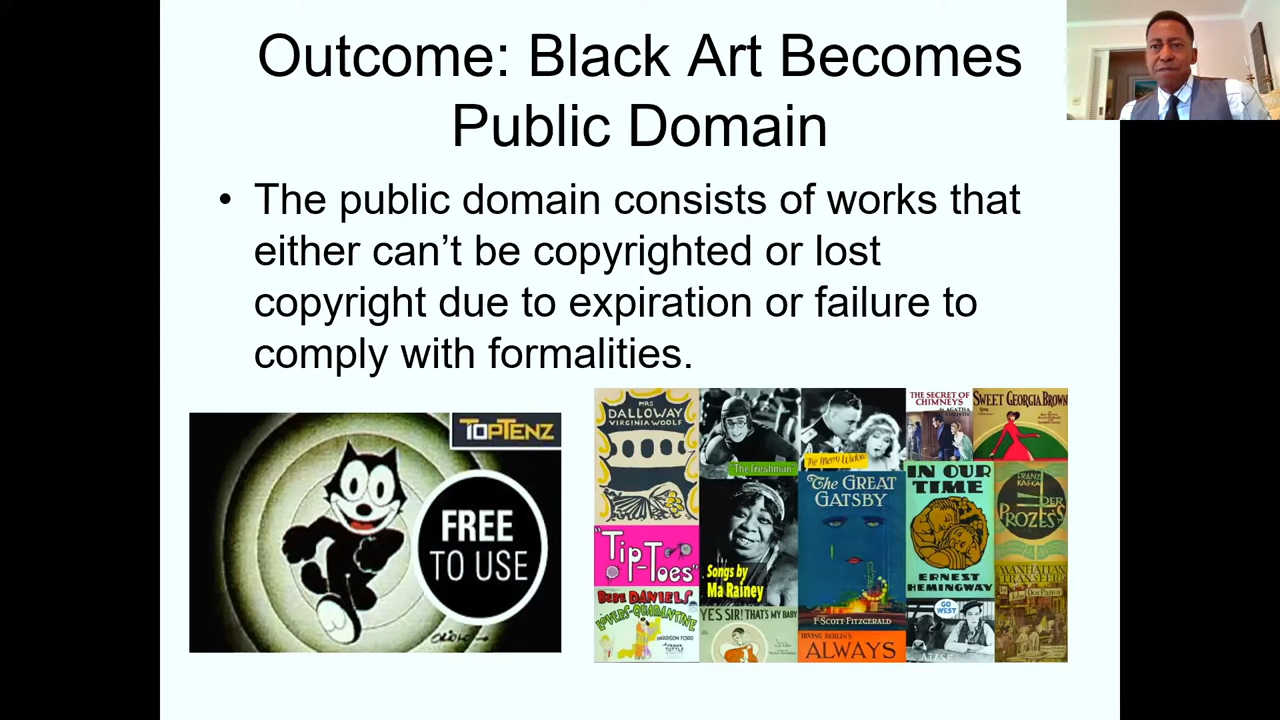 Outcome: Black Art Becomes
Public Domain
• The public domain consists of works that
either can’t be copyrighted or lost
copyright due to expiration or failure to
comply with formalities.
TOPTENZ
FREE
TO USE
MRS
DALLOWAY
VIRGINIA WOOLF
"The Freshman"
The Merry Widow
THE SECRET OF
CHIMNEYS
AGATHA
CHRISTIE
SWEET GEORGIA BROWN
"Tip-Toes"
Songs by
Ma Rainey
The GREAT
GATSBY
F·SCOTT·FITZGERALD
IN OUR
TIME
ERNEST
HEMINGWAY
FRANZ
KAFKA
DER
PROZESS
BEBE DANIELS
LOVERS-QUARANTINE
HARRISON FORD
YES SIR! THAT'S MY BABY
IRVING BERLIN'S
ALWAYS
GO
WEST
MANHATTAN
TRANSFER